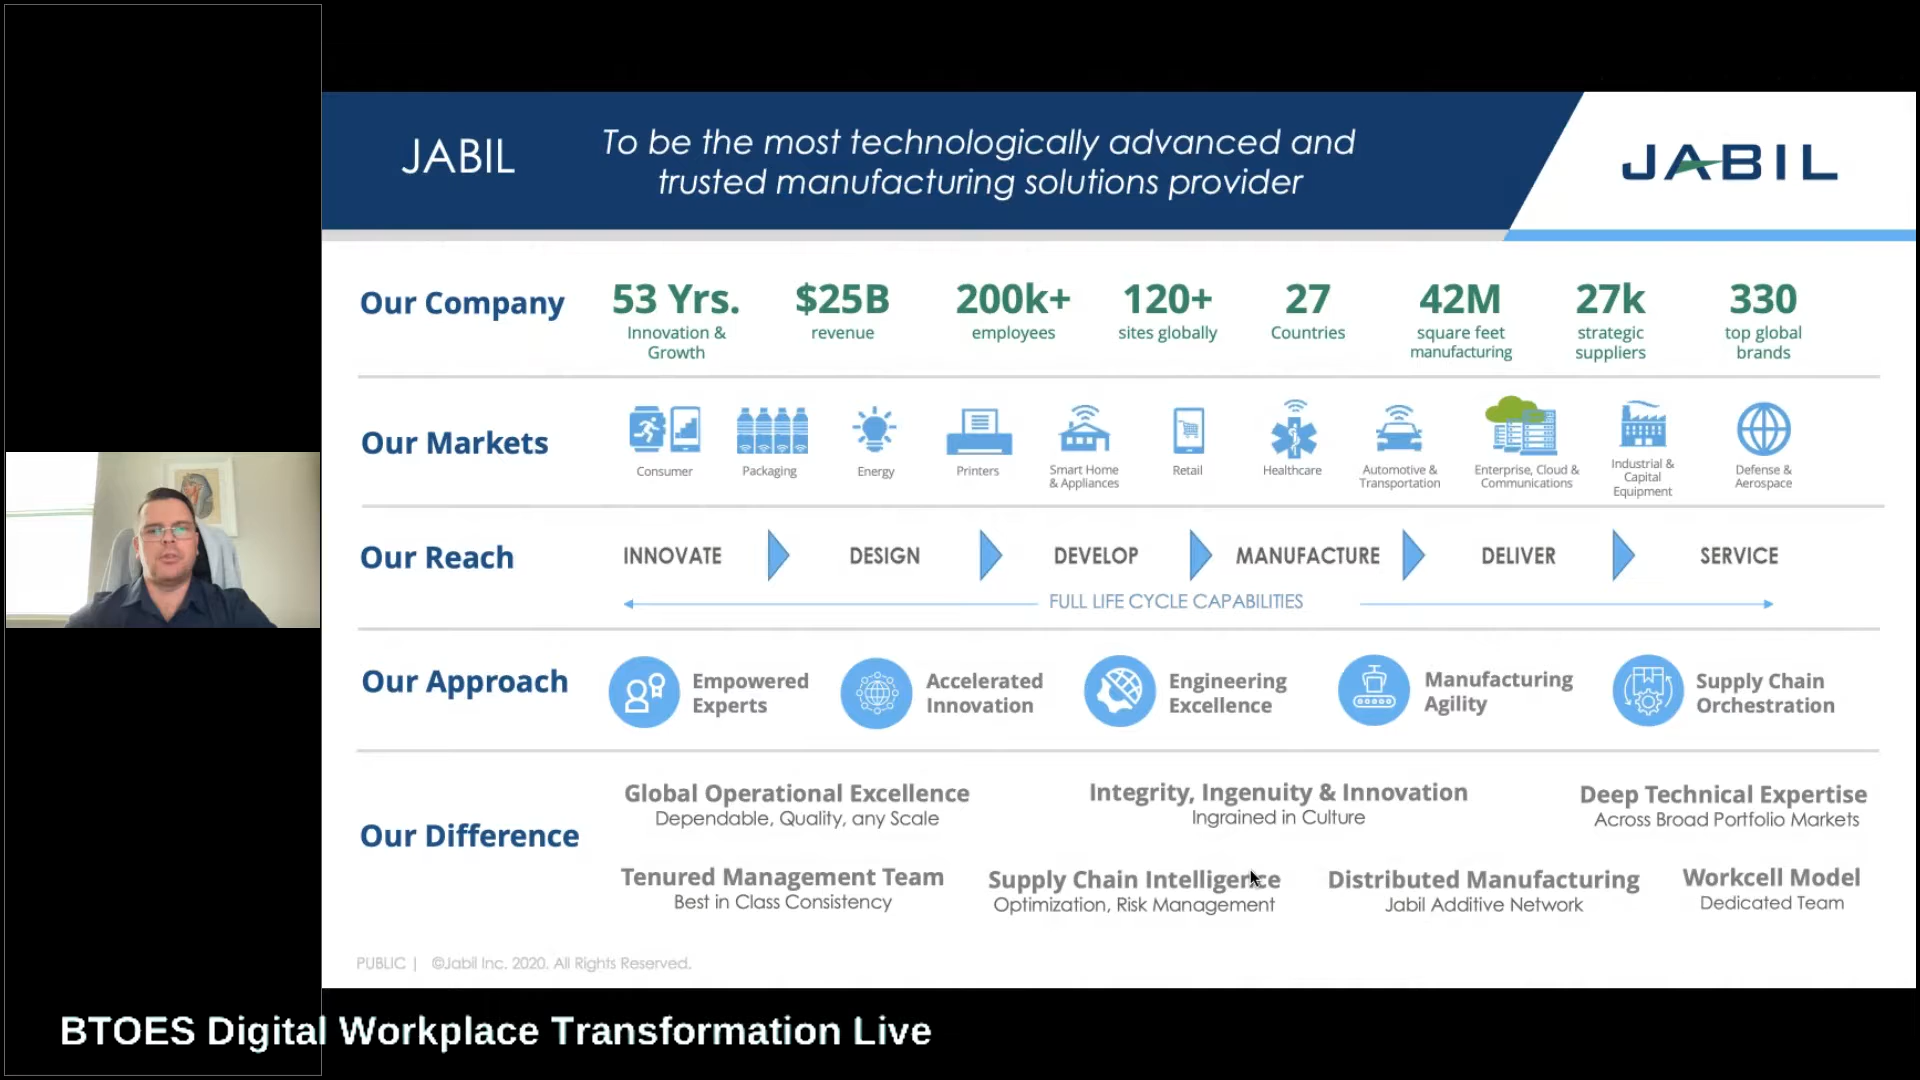 JABIL
To be the most technologically advanced and
trusted manufacturing solutions provider
JABIL
Our Company
53 Yrs.
Innovation &
Growth
$25B
revenue
200k+
employees
120+
sites globally
27
Countries
42M
square feet
manufacturing
27k
strategic
suppliers
330
top global
brands
Our Markets
Consumer
Packaging
Energy
Printers
Smart Home
& Appliances
Retail
Healthcare
Automotive &
Transportation
Enterprise, Cloud &
Communications
Industrial &
Capital
Equipment
Defense &
Aerospace
Our Reach
INNOVATE
DESIGN
DEVELOP
MANUFACTURE
DELIVER
SERVICE
FULL LIFE CYCLE CAPABILITIES
Our Approach
Empowered
Experts
Accelerated
Innovation
Engineering
Excellence
Manufacturing
Agility
Supply Chain
Orchestration
Our Difference
Global Operational Excellence
Dependable, Quality, any Scale
Integrity, Ingenuity & Innovation
Ingrained in Culture
Deep Technical Expertise
Across Broad Portfolio Markets
Tenured Management Team
Best in Class Consistency
Supply Chain Intelligence
Optimization, Risk Management
Distributed Manufacturing
Jabil Additive Network
Workcell Model
Dedicated Team
PUBLIC | ©Jabil Inc. 2020. All Rights Reserved.
BTOES Digital Workplace Transformation Live